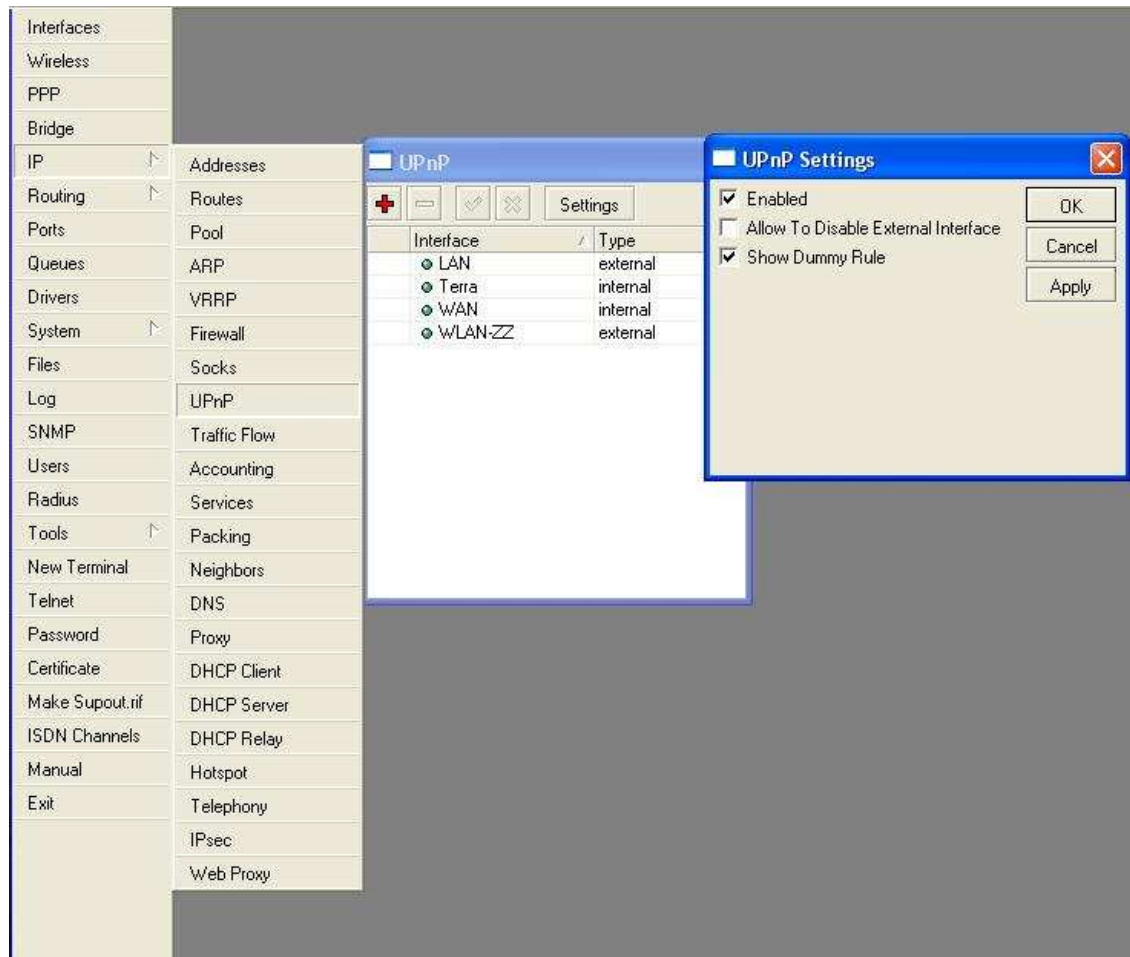 Interfaces
Wireless
PPP
Bridge
IP
Routing
Ports
Queues
Drivers
System
Files
Log
SNMP
Users
Radius
Tools
New Terminal
Telnet
Password
Certificate
Make Supout.rif
ISDN Channels
Manual
Exit
Addresses
Routes
Pool
ARP
VRRP
Firewall
Socks
UPnP
Traffic Flow
Accounting
Services
Packing
Neighbors
DNS
Proxy
DHCP Client
DHCP Server
DHCP Relay
Hotspot
Telephony
IPsec
Web Proxy
UPnP
Settings
Interface Type
LAN external
Terra internal
WAN internal
WLAN-ZZ external
UPnP Settings
Enabled
Allow To Disable External Interface
Show Dummy Rule
OK
Cancel
Apply